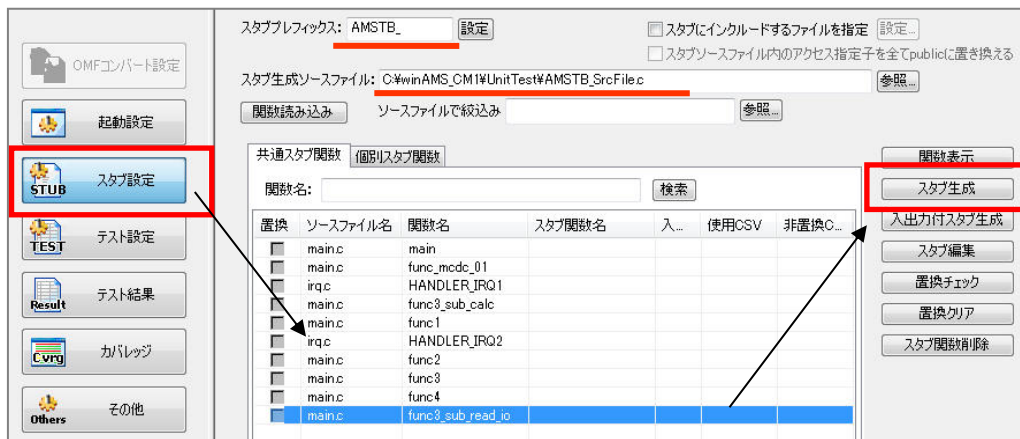 スタブプレフィックス: AMSTB_ 設定 スタブにインクルードするファイルを指定 設定...
スタブソースファイル内のアクセス指定子を全てpublicに置き換える
スタブ生成ソースファイル: C:¥winAMS_CM1¥UnitTest¥AMSTB_SrcFile.c 参照...
関数読み込み ソースファイルで絞込み 参照...
OMFコンバート設定
起動設定
STUB スタブ設定
TEST テスト設定
Result テスト結果
Cvrg カバレッジ
Others その他
共通スタブ関数 個別スタブ関数
関数名: 検索
置換 ソースファイル名 関数名 スタブ関数名 入... 使用CSV 非置換C...
main.c main
main.c func_mcdc_01
irq.c HANDLER_IRQ1
main.c func3_sub_calc
main.c func1
irq.c HANDLER_IRQ2
main.c func2
main.c func3
main.c func4
main.c func3_sub_read_io
関数表示
スタブ生成
入出力付スタブ生成
スタブ編集
置換チェック
置換クリア
スタブ関数削除